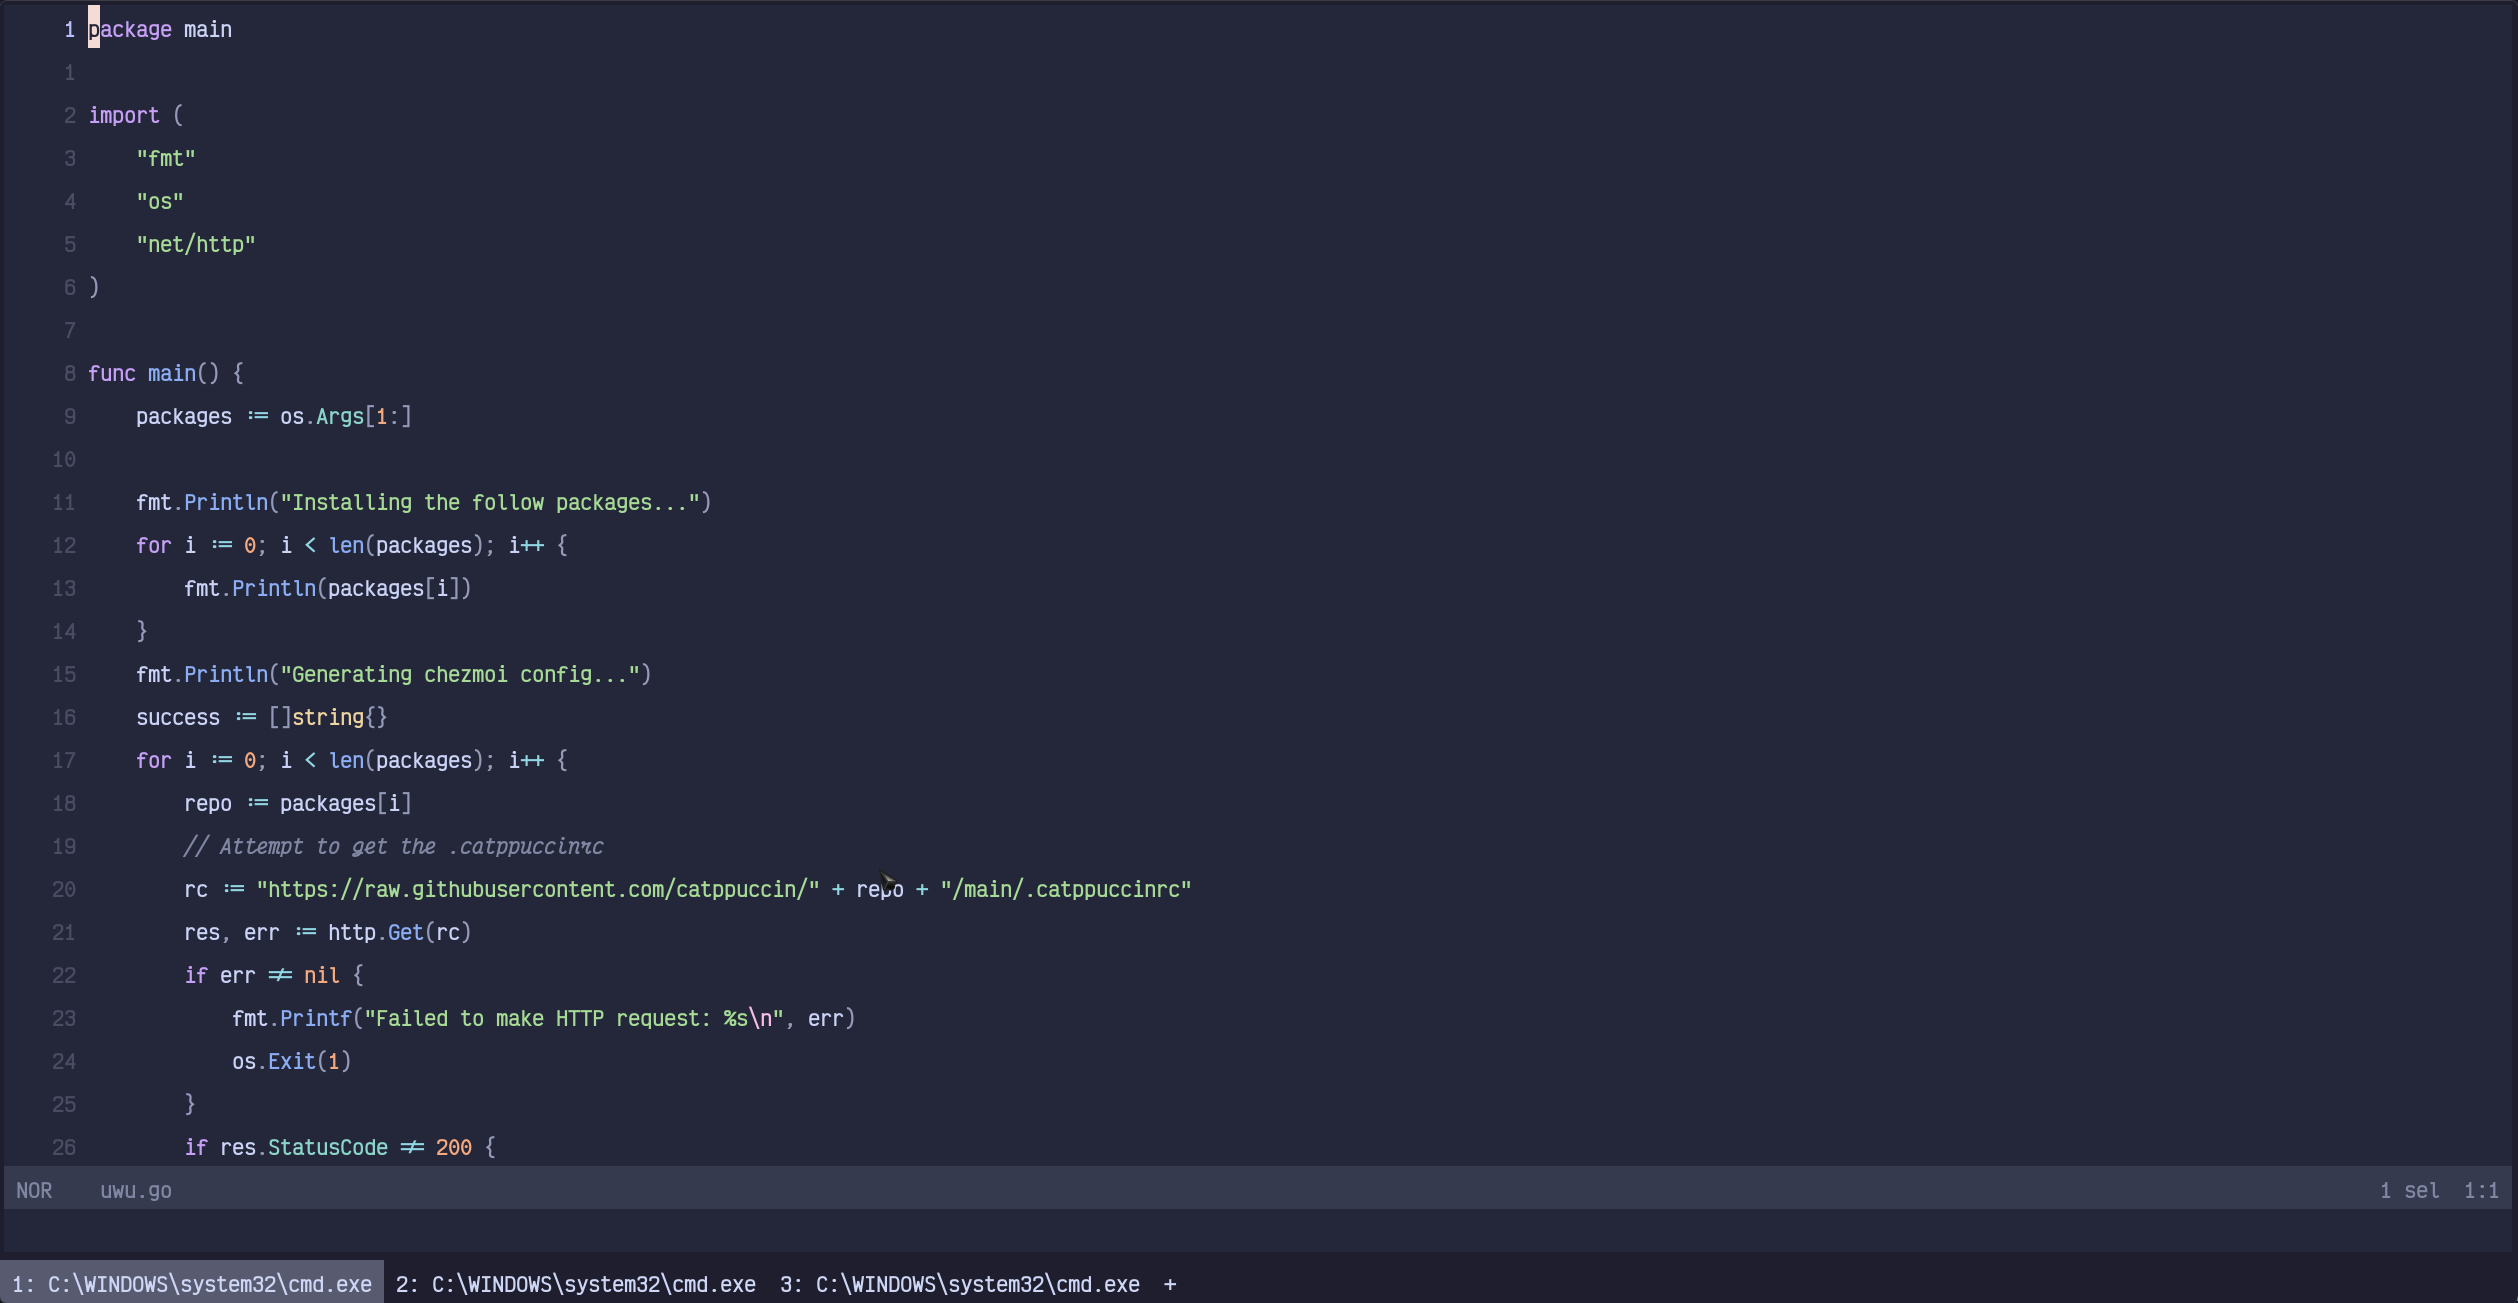 1 package main
1
2 import (
3     "fmt"
4     "os"
5     "net/http"
6 )
7
8 func main() {
9     packages := os.Args[1:]
10
11     fmt.Println("Installing the follow packages...")
12     for i := 0; i < len(packages); i++ {
13         fmt.Println(packages[i])
14     }
15     fmt.Println("Generating chezmoi config...")
16     success := []string{}
17     for i := 0; i < len(packages); i++ {
18         repo := packages[i]
19         // Attempt to get the .catppuccinrc
20         rc := "https://raw.githubusercontent.com/catppuccin/" + repo + "/main/.catppuccinrc"
21         res, err := http.Get(rc)
22         if err != nil {
23             fmt.Printf("Failed to make HTTP request: %s\n", err)
24             os.Exit(1)
25         }
26         if res.StatusCode != 200 {
NOR    uwu.go    1 sel  1:1
1: C:\WINDOWS\system32\cmd.exe  2: C:\WINDOWS\system32\cmd.exe  3: C:\WINDOWS\system32\cmd.exe  +